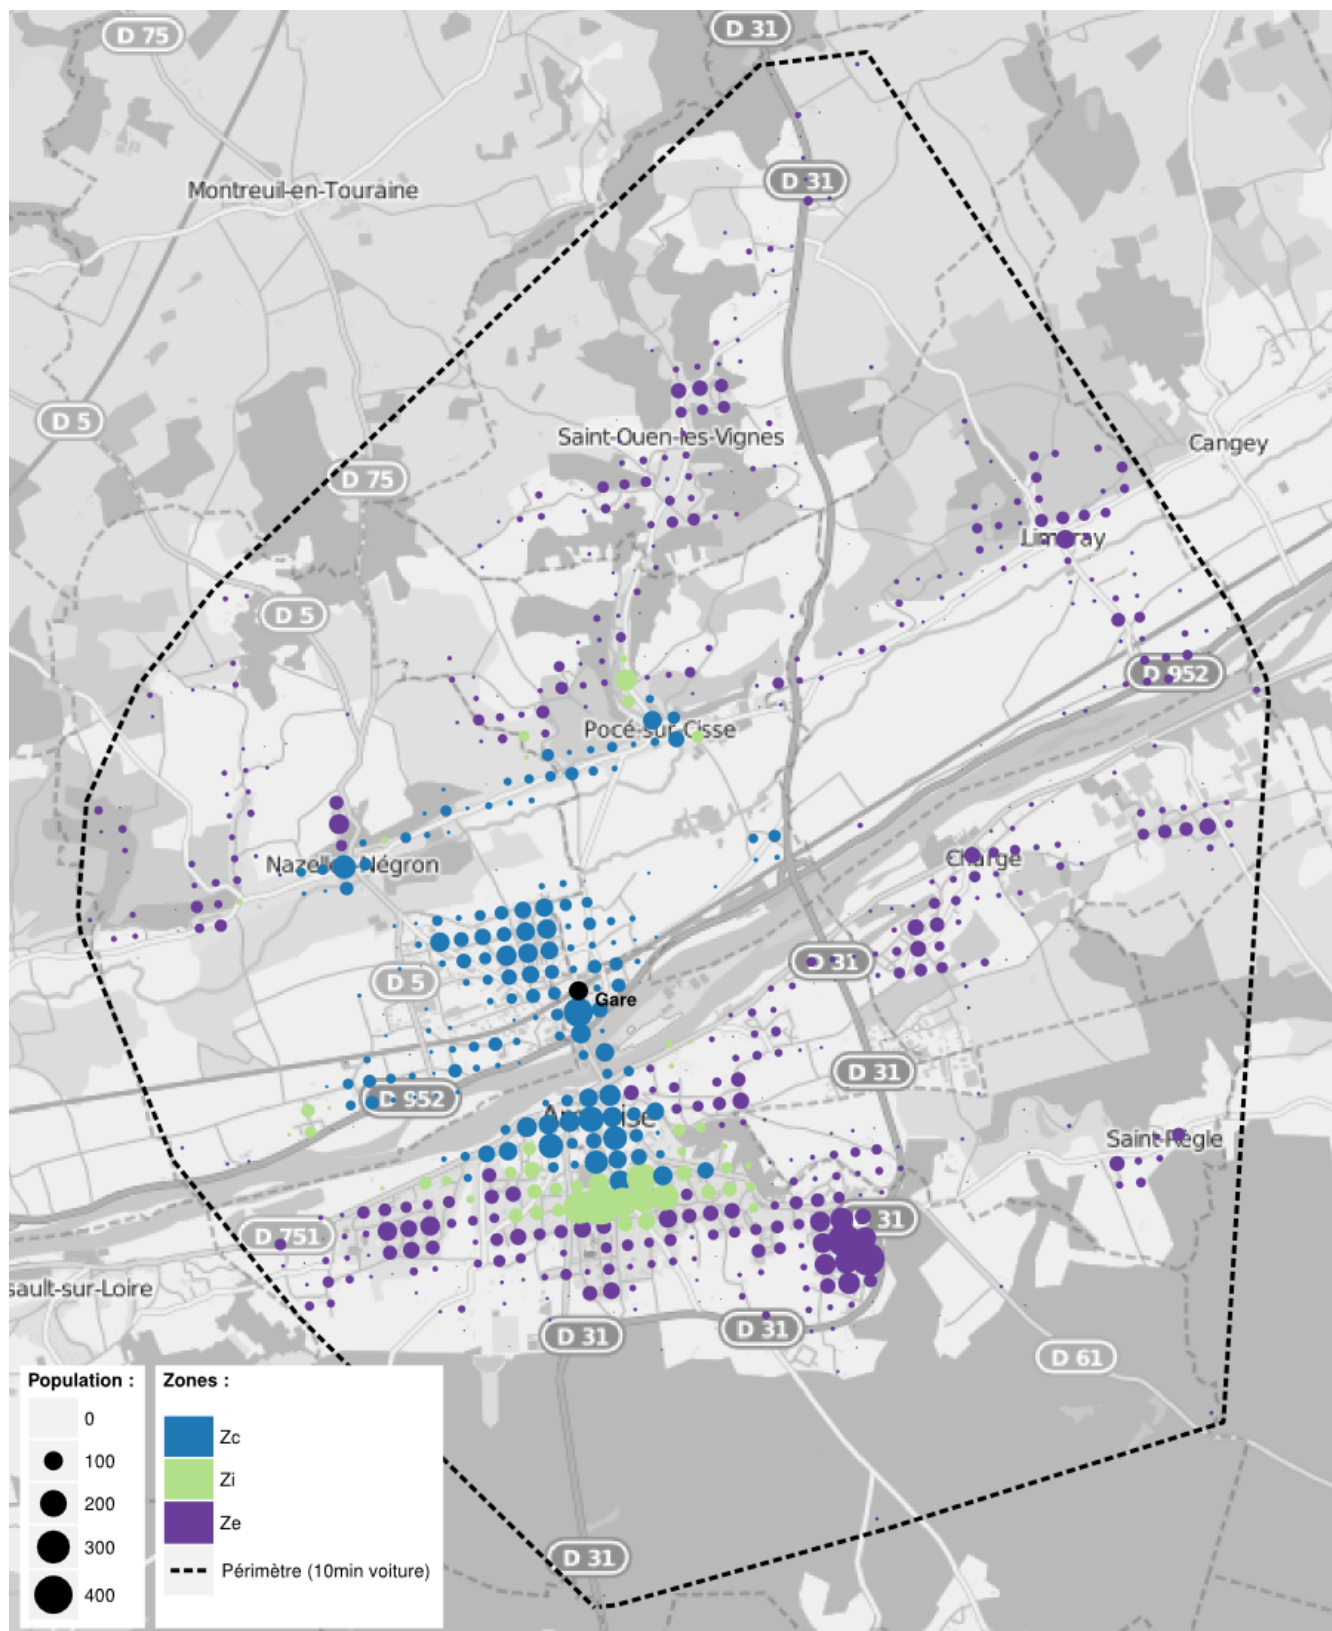 D 75
D 31
Montreuil-en-Touraine
D 31
D 5
Saint-Ouen-les-Vignes
Cangey
D 75
Limeray
D 5
D 952
Pocé-sur-Cisse
Nazelles-Négron
Chargé
D 31
D 5
Gare
D 31
D 952
Amboise
Saint-Règle
D 751
31
sault-sur-Loire
D 31
D 31
D 61
Population :
0
100
200
300
400
Zones :
Zc
Zi
Ze
Périmètre (10min voiture)
D 31